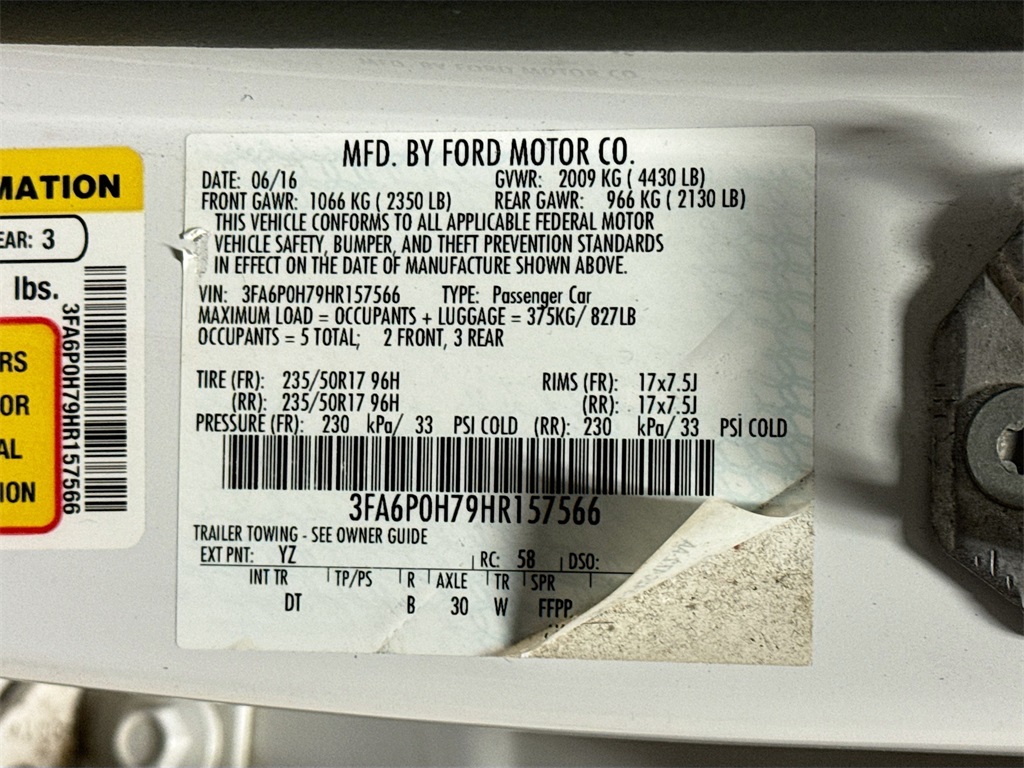 MFD. BY FORD MOTOR CO.
MATION
EAR: 3
lbs.
RS
OR
AL
ION
3FA6P0H79HR157566
MFD. BY FORD MOTOR CO.
DATE: 06/16 GVWR: 2009 KG ( 4430 LB)
FRONT GAWR: 1066 KG ( 2350 LB) REAR GAWR: 966 KG ( 2130 LB)
THIS VEHICLE CONFORMS TO ALL APPLICABLE FEDERAL MOTOR
VEHICLE SAFETY, BUMPER, AND THEFT PREVENTION STANDARDS
IN EFFECT ON THE DATE OF MANUFACTURE SHOWN ABOVE.
VIN: 3FA6P0H79HR157566 TYPE: Passenger Car
MAXIMUM LOAD = OCCUPANTS + LUGGAGE = 375KG/ 827LB
OCCUPANTS = 5 TOTAL; 2 FRONT, 3 REAR
TIRE (FR): 235/50R17 96H RIMS (FR): 17x7.5J
(RR): 235/50R17 96H (RR): 17x7.5J
PRESSURE (FR): 230 kPa/ 33 PSI COLD (RR): 230 kPa/ 33 PSI COLD
3FA6P0H79HR157566
TRAILER TOWING - SEE OWNER GUIDE
EXT PNT: YZ RC: 58 DSO:
INT TR TP/PS R AXLE TR SPR
DT B 30 W FFPP